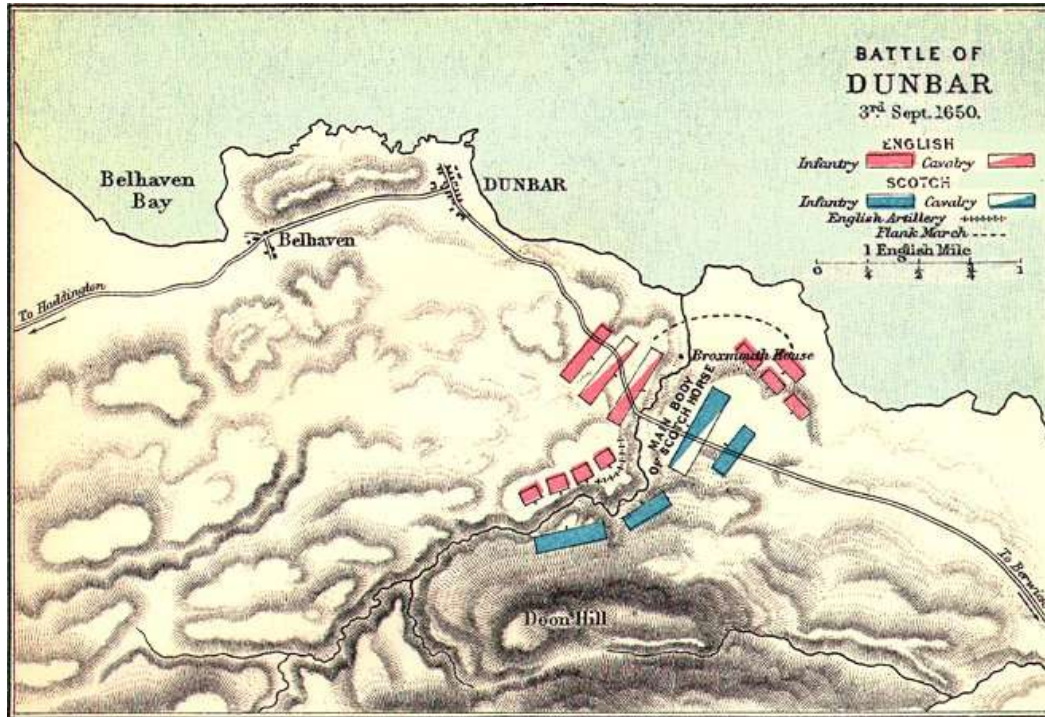 BATTLE OF
DUNBAR
3rd. Sept. 1650.
ENGLISH
Infantry Cavalry
SCOTCH
Infantry Cavalry
English Artillery
Flank March
1 English Mile
0 1/4 1/2 3/4 1
Belhaven
Bay
DUNBAR
Belhaven
To Haddington
Broxmouth House
MAIN BODY
OF SCOTCH HORSE
Doon Hill
To Berwick